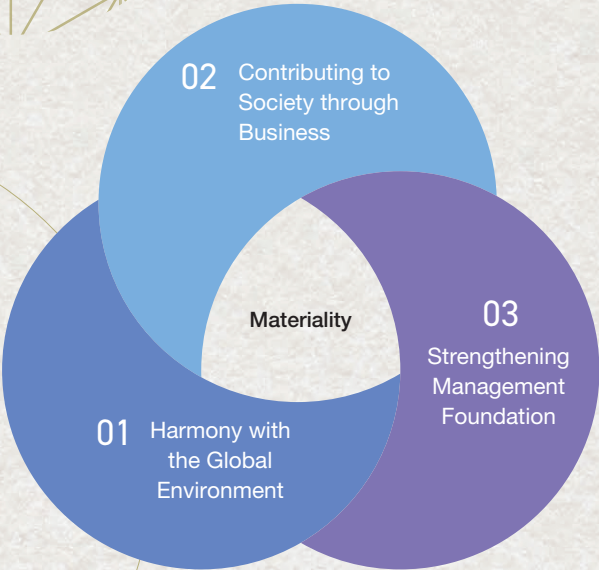 02 Contributing to
Society through
Business
Materiality
03
Strengthening
Management
Foundation
01 Harmony with
the Global
Environment